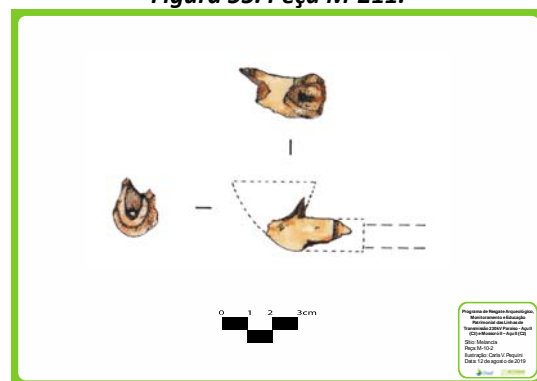 Figura 33. Peça M-211.
0 1 2 3cm
Programa de Resgate Arqueológico,
Monitoramento e Educação
Patrimonial das Linhas de
Transmissão 230kV Paraíso - Açu II
(C3) e Mossoró II - Açu II (C2)
Sítio: Melancia
Peça: M-10-2
Ilustração: Carla V. Pequini
Data: 12 de agosto de 2019